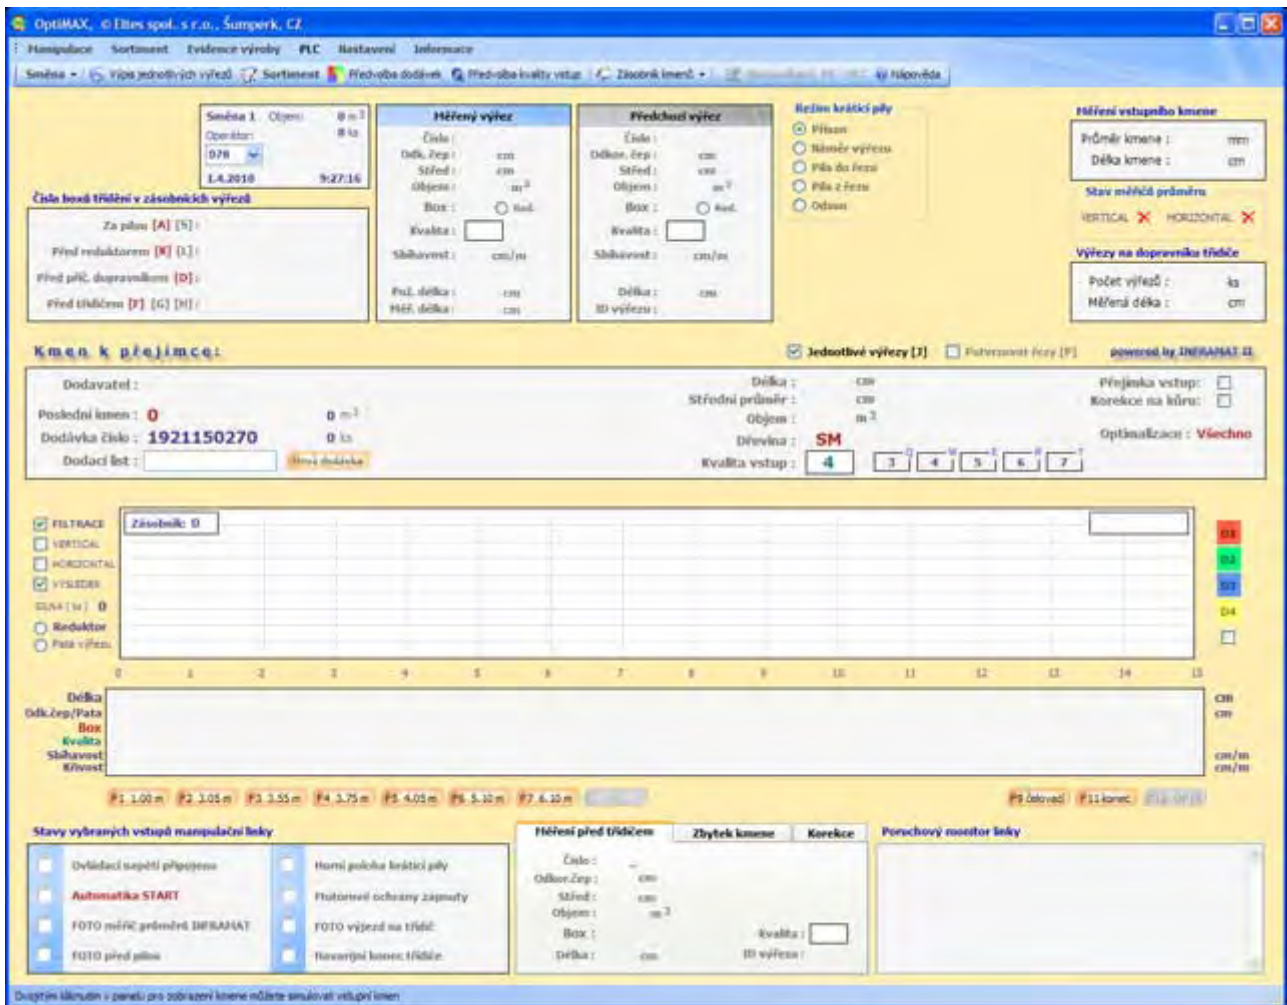 OptiMAX, © Eltes spol. s r.o., Šumperk, CZ
Manipulace Sortiment Evidence výroby PLC Nastavení Informace
Směna Výpis jednotlivých výřezů Sortiment Předvolba dodávek Předvolba kvality vstup Zásobník kmenů Nápověda
Směna 1 Objem: 0 m3
Operátor: 0 ks
D78
1.4.2010 9:27:16
Číslo boxů třídění v zásobnících výřezů
Za pilou [A] [S] :
Před reduktorem [K] [L] :
Před příč. dopravníkem [D] :
Před třídičem [F] [G] [H] :
Měřený výřez
Číslo :
Odk. čep : cm
Střed : cm
Objem : m3
Box : Red.
Kvalita :
Sbíhavost : cm/m
Pož. délka : cm
Měř. délka : cm
Předchozí výřez
Číslo :
Odkor. čep : cm
Střed : cm
Objem : m3
Box : Red.
Kvalita :
Sbíhavost : cm/m
Délka : cm
ID výřezu :
Režim krátící pily
Přísun
Náměr výřezu
Pila do řezu
Pila z řezu
Odsun
Měření vstupního kmene
Průměr kmene : mm
Délka kmene : cm
Stav měřičů průměru
VERTICAL HORIZONTAL
Výřezy na dopravníku třídiče
Počet výřezů : ks
Měřená délka : cm
Kmen k přejímce:
Jednotlivé výřezy [J] Potvrzovat řezy [P] powered by INFRAMAT II
Dodavatel :
Poslední kmen : 0 0 m3
Dodávka číslo : 1921150270 0 ks
Dodací list : Nová dodávka
Délka : cm
Střední průměr : cm
Objem : m3
Dřevina : SM
Kvalita vstup : 4 3 Q 4 W 5 E 6 R 7 T
Přejímka vstup:
Korekce na kůru:
Optimalizace : Všechno
FILTRACE
VERTICAL
HORIZONTAL
VÝSLEDEK
0
Reduktor
Pata výřezu
Zásobník: 0
D1
D2
D3
D4
0 1 2 3 4 5 6 7 8 9 10 11 12 13 14 15
Délka cm
Odk.čep/Pata cm
Box
Kvalita
Sbíhavost cm/m
Křivost cm/m
F1 1.00 m F2 3.05 m F3 3.55 m F4 3.75 m F5 4.05 m F6 5.10 m F7 6.10 m F9 čelovací F11 konec
Stavy vybraných vstupů manipulační linky
Ovládací napětí připojeno
Automatika START
FOTO měřič průměrů INFRAMAT
FOTO před pilou
Horní poloha krátící pily
Motorové ochrany zapnuty
FOTO výjezd na třídič
Havarijní konec třídiče
Měření před třídičem Zbytek kmene Korekce
Číslo : _
Odkor.čep : cm
Střed : cm
Objem : m3
Box : Kvalita :
Délka : cm ID výřezu :
Poruchový monitor linky
Dvojitým kliknutím v panelu pro zobrazení kmene můžete simulovat vstupní kmen